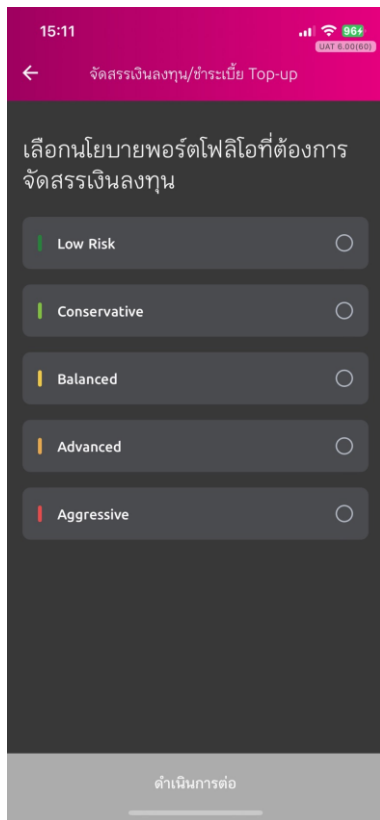 15:11
96
UAT 6.00(60)
จัดสรรเงินลงทุน/ชำระเบี้ย Top-up
เลือกนโยบายพอร์ตโฟลิโอที่ต้องการ
จัดสรรเงินลงทุน
Low Risk
Conservative
Balanced
Advanced
Aggressive
ดำเนินการต่อ